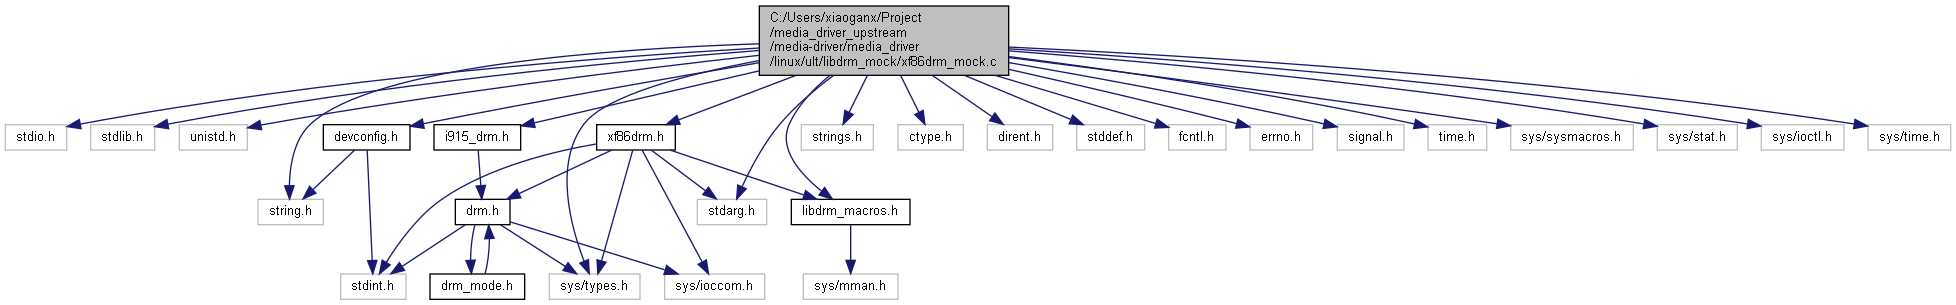 C:/Users/xiaoganx/Project
/media_driver_upstream
/media-driver/media_driver
/linux/ult/libdrm_mock/xf86drm_mock.c
stdio.h
stdlib.h
unistd.h
devconfig.h
i915_drm.h
xf86drm.h
strings.h
ctype.h
dirent.h
stddef.h
fcntl.h
errno.h
signal.h
time.h
sys/sysmacros.h
sys/stat.h
sys/ioctl.h
sys/time.h
string.h
drm.h
stdarg.h
libdrm_macros.h
stdint.h
drm_mode.h
sys/types.h
sys/ioccom.h
sys/mman.h